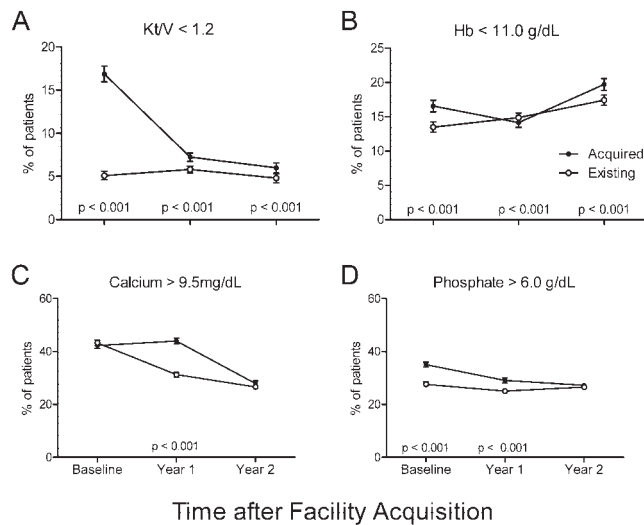 A
Kt/V < 1.2
20
15
10
5
0
% of patients
p < 0.001
p < 0.001
p < 0.001
B
Hb < 11.0 g/dL
25
20
15
10
5
0
% of patients
Acquired
Existing
p < 0.001
p < 0.001
p < 0.001
C
Calcium > 9.5mg/dL
60
40
20
0
% of patients
p < 0.001
Baseline
Year 1
Year 2
D
Phosphate > 6.0 g/dL
60
40
20
0
% of patients
p < 0.001
p < 0.001
Baseline
Year 1
Year 2
Time after Facility Acquisition